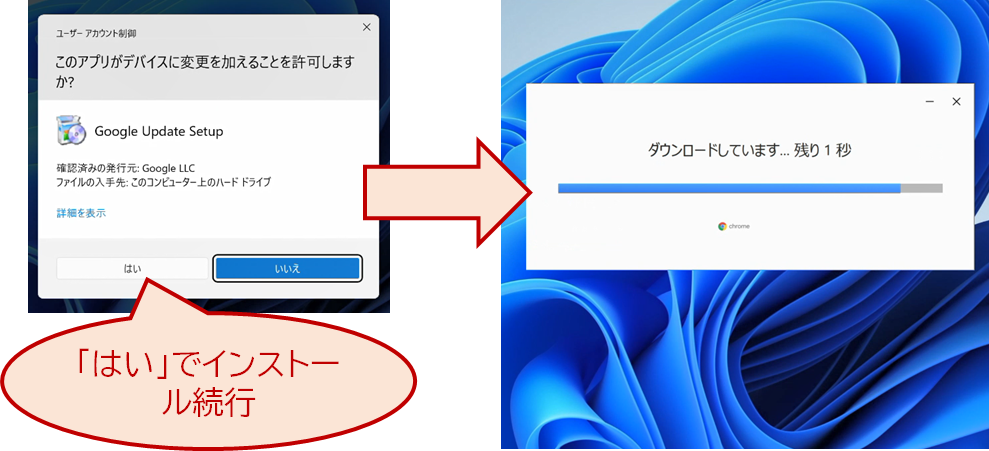 ユーザー アカウント制御
このアプリがデバイスに変更を加えることを許可します
か?
Google Update Setup
確認済みの発行元: Google LLC
ファイルの入手先: このコンピューター上のハード ドライブ
詳細を表示
はい
いいえ
「はい」でインストー
ル続行
ダウンロードしています... 残り 1 秒
chrome